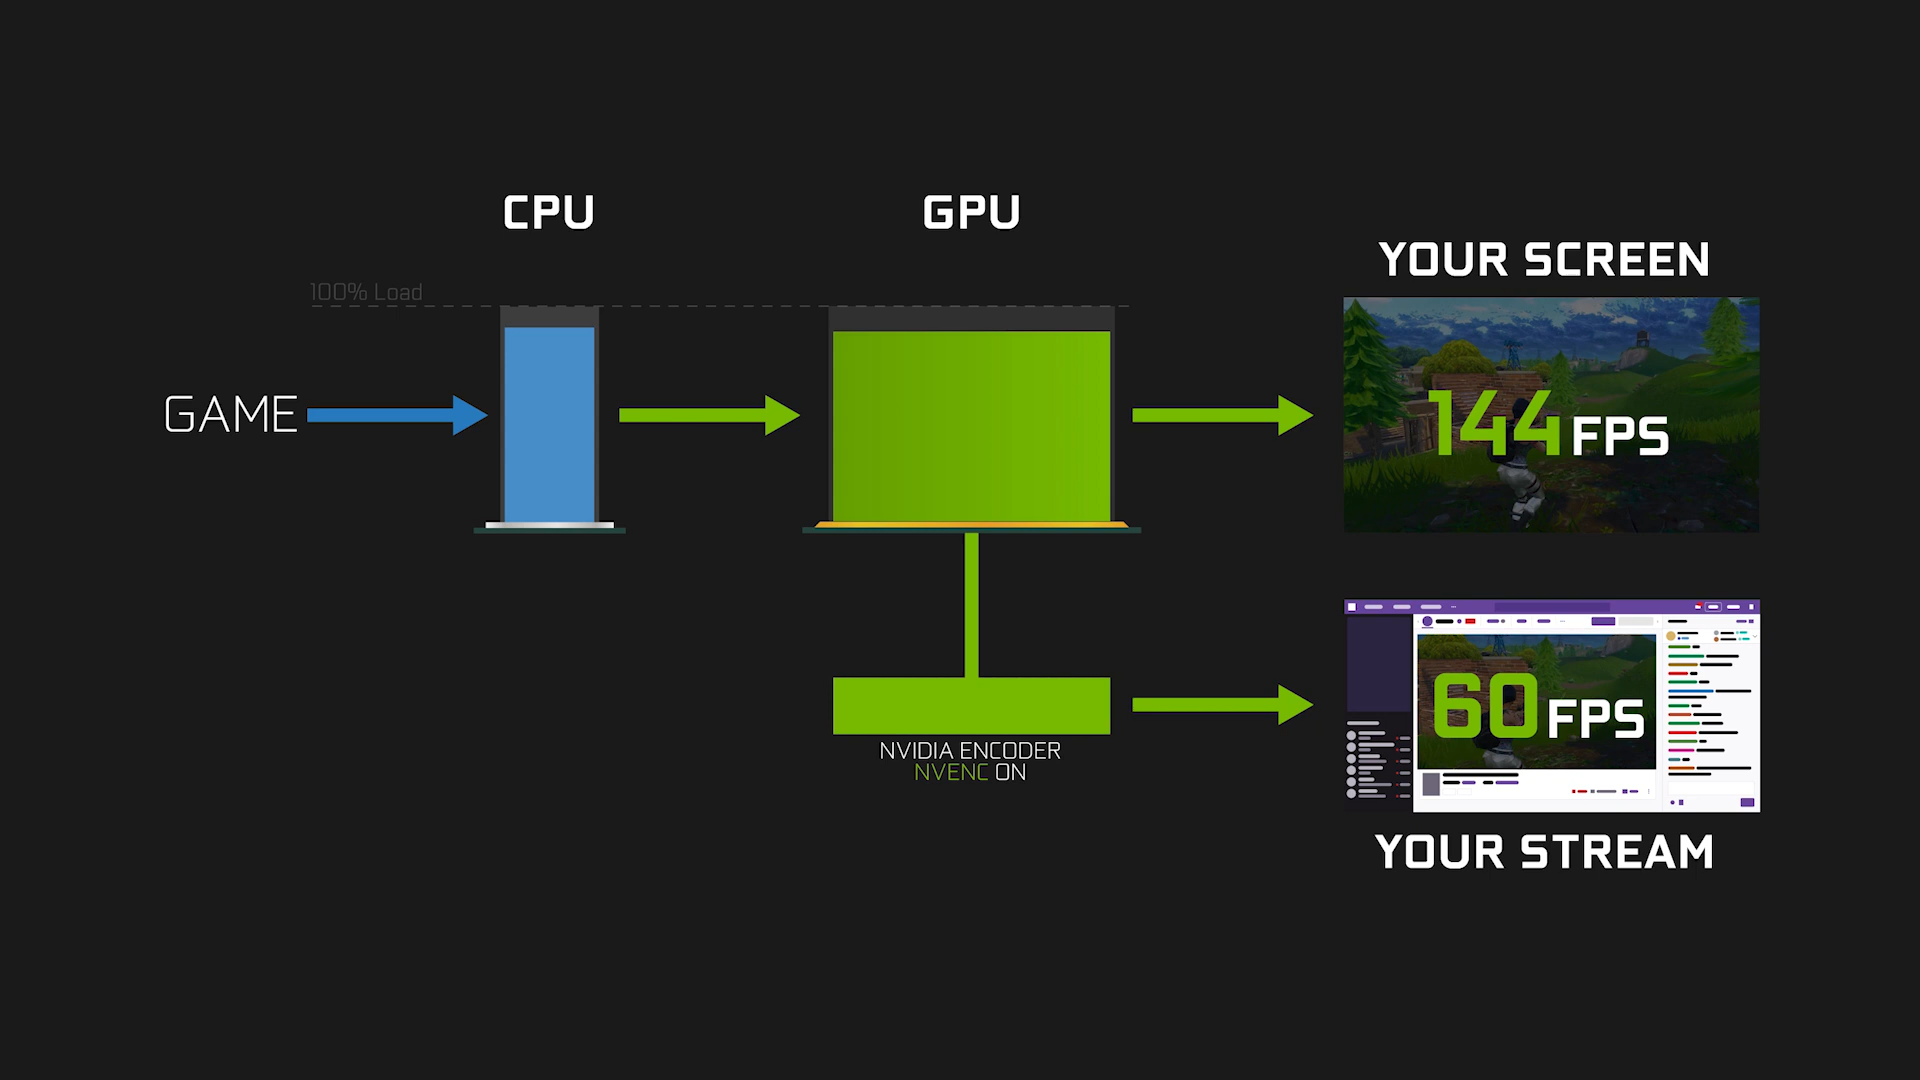 CPU
GPU
YOUR SCREEN
100% Load
GAME
144 FPS
60 FPS
NVIDIA ENCODER
NVENC ON
YOUR STREAM